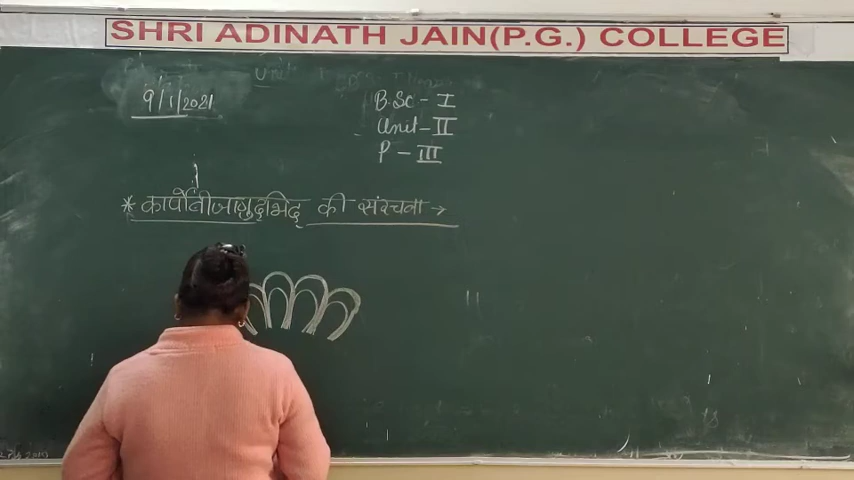 SHRI ADINATH JAIN(P.G.) COLLEGE
9/1/2021
B.Sc - I
Unit - II
P - III
* कार्पोबीजाणुद्भिद् की संरचना →